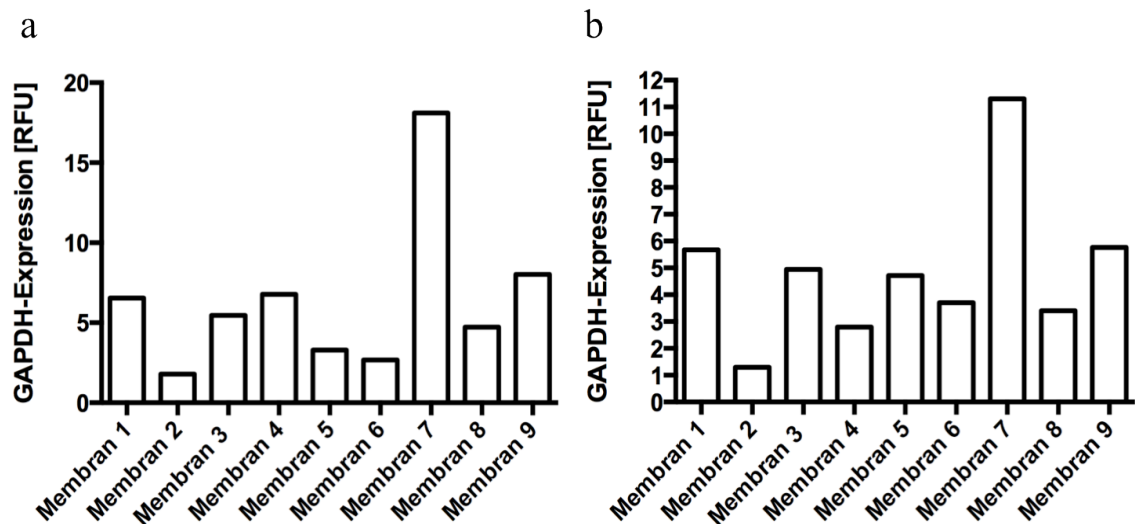 a
GAPDH-Expression [RFU]
20
15
10
5
0
Membran 1
Membran 2
Membran 3
Membran 4
Membran 5
Membran 6
Membran 7
Membran 8
Membran 9
b
GAPDH-Expression [RFU]
12
11
10
9
8
7
6
5
4
3
2
1
0
Membran 1
Membran 2
Membran 3
Membran 4
Membran 5
Membran 6
Membran 7
Membran 8
Membran 9